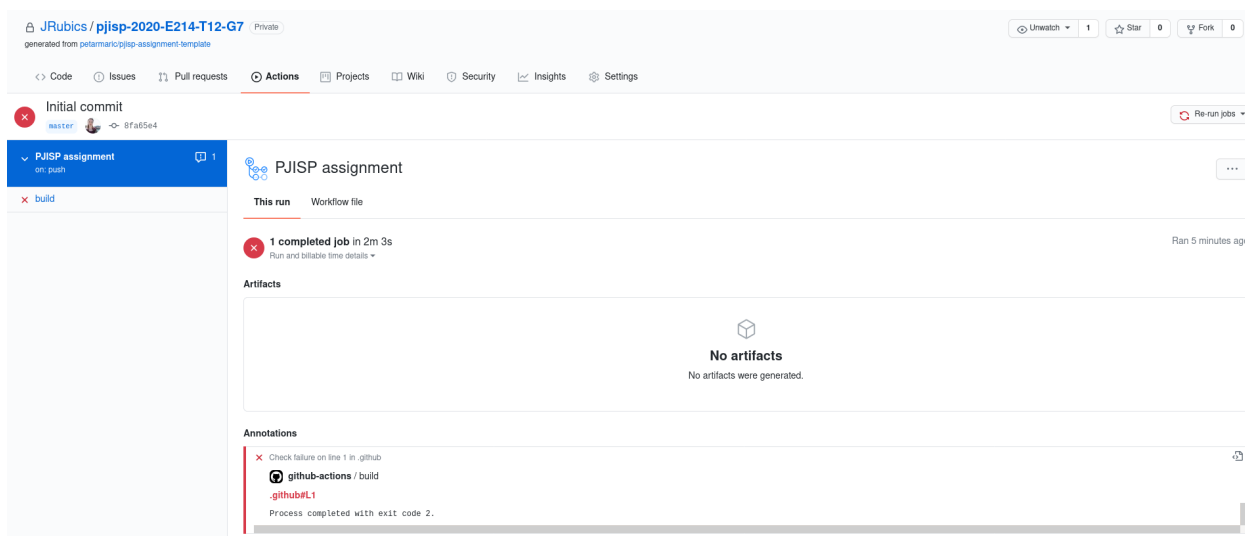 JRubics / pjisp-2020-E214-T12-G7 Private
Unwatch 1 Star 0 Fork 0
generated from petarmaric/pjisp-assignment-template
Code Issues Pull requests Actions Projects Wiki Security Insights Settings
Initial commit
master 8fa65e4
Re-run jobs
PJISP assignment 1
on: push
build
PJISP assignment
This run Workflow file
1 completed job in 2m 3s
Ran 5 minutes ago
Run and billable time details
Artifacts
No artifacts
No artifacts were generated.
Annotations
Check failure on line 1 in .github
github-actions / build
.github#L1
Process completed with exit code 2.